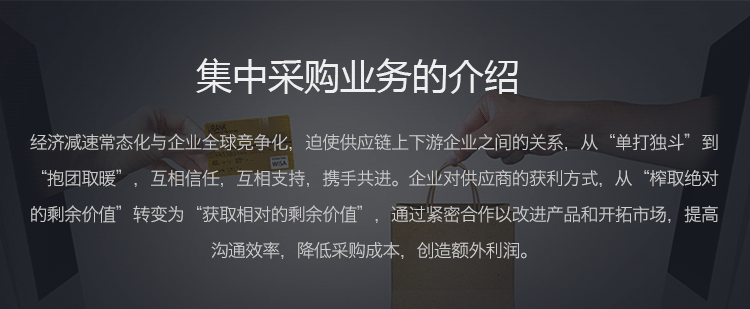 集中采购业务的介绍
经济减速常态化与企业全球竞争化，迫使供应链上下游企业之间的关系，从“单打独斗”到
“抱团取暖”，互相信任，互相支持，携手共进。企业对供应商的获利方式，从“榨取绝对
的剩余价值”转变为“获取相对的剩余价值”，通过紧密合作以改进产品和开拓市场，提高
沟通效率，降低采购成本，创造额外利润。
VISA